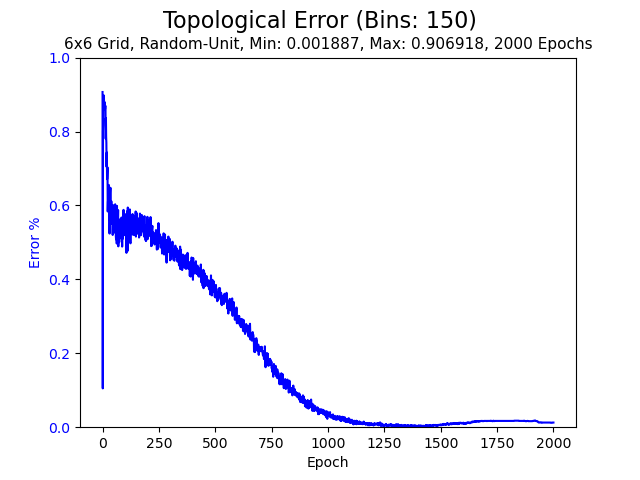 Topological Error (Bins: 150)
6x6 Grid, Random-Unit, Min: 0.001887, Max: 0.906918, 2000 Epochs
1.0
0.8
0.6
0.4
0.2
0.0
Error %
0 250 500 750 1000 1250 1500 1750 2000
Epoch